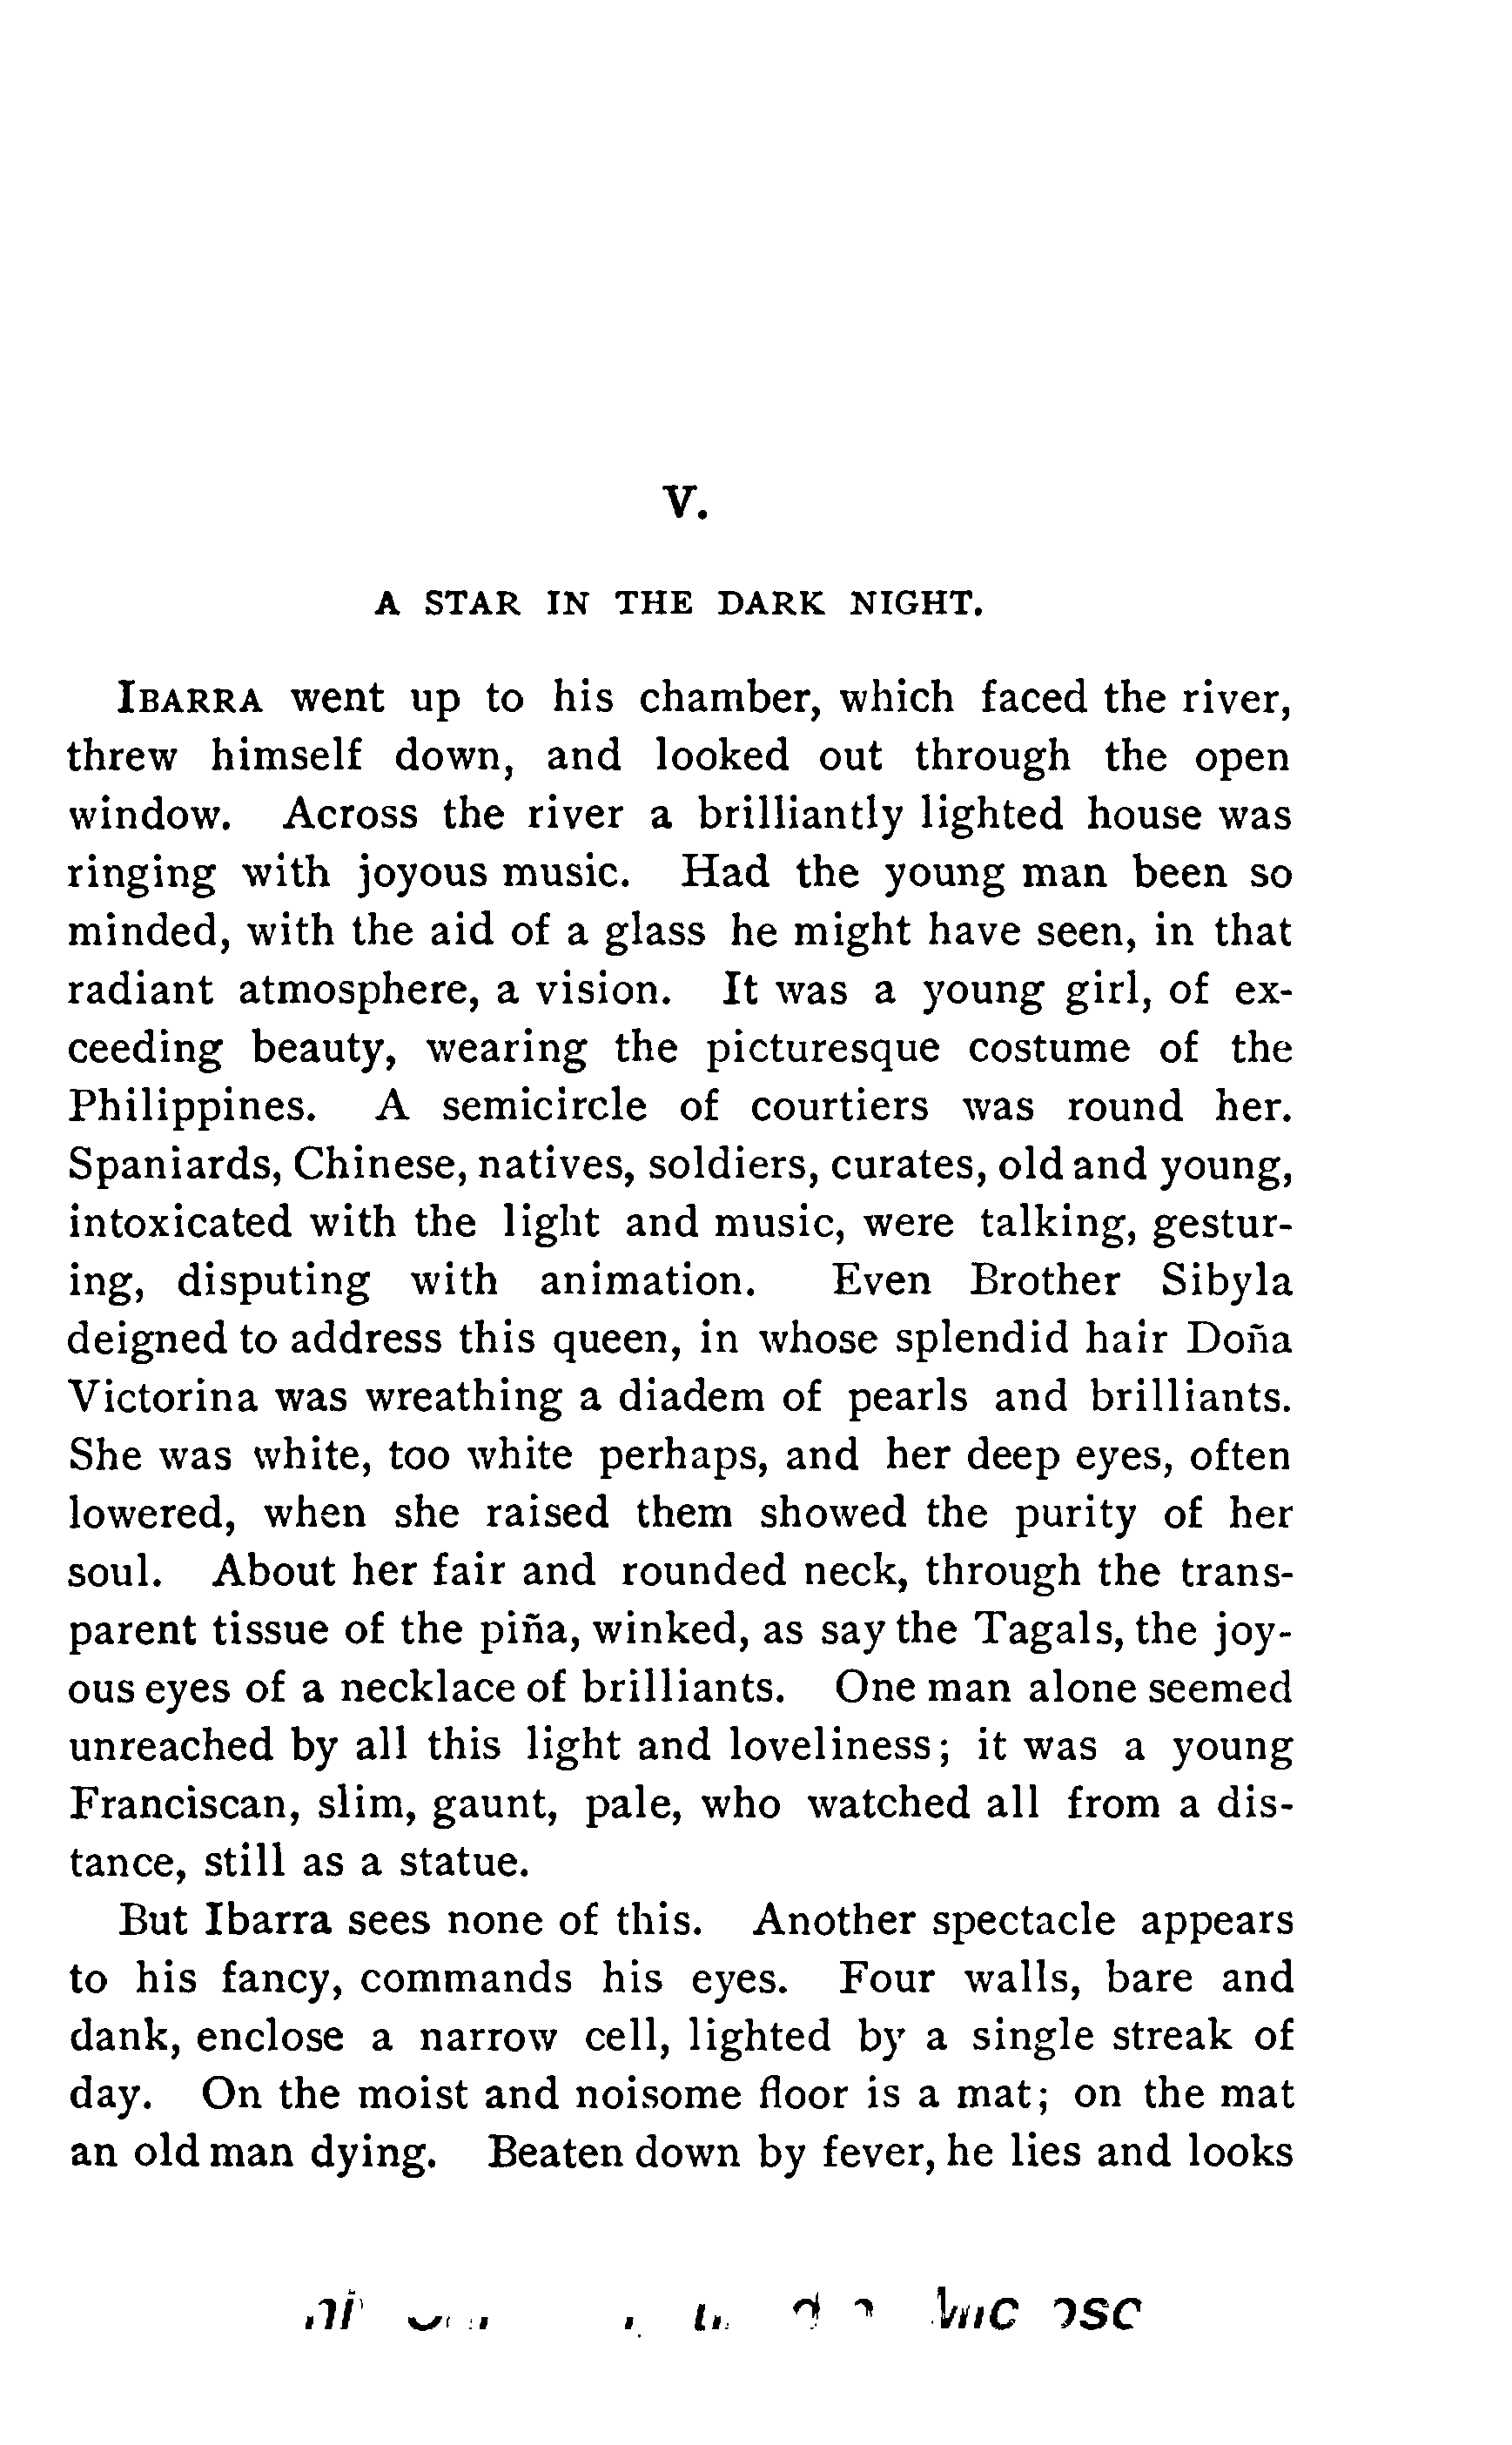 V.
A STAR IN THE DARK NIGHT.
IBARRA went up to his chamber, which faced the river,
threw himself down, and looked out through the open
window. Across the river a brilliantly lighted house was
ringing with joyous music. Had the young man been so
minded, with the aid of a glass he might have seen, in that
radiant atmosphere, a vision. It was a young girl, of ex-
ceeding beauty, wearing the picturesque costume of the
Philippines. A semicircle of courtiers was round her.
Spaniards, Chinese, natives, soldiers, curates, old and young,
intoxicated with the light and music, were talking, gestur-
ing, disputing with animation. Even Brother Sibyla
deigned to address this queen, in whose splendid hair Doña
Victorina was wreathing a diadem of pearls and brilliants.
She was white, too white perhaps, and her deep eyes, often
lowered, when she raised them showed the purity of her
soul. About her fair and rounded neck, through the trans-
parent tissue of the piña, winked, as say the Tagals, the joy-
ous eyes of a necklace of brilliants. One man alone seemed
unreached by all this light and loveliness; it was a young
Franciscan, slim, gaunt, pale, who watched all from a dis-
tance, still as a statue.
But Ibarra sees none of this. Another spectacle appears
to his fancy, commands his eyes. Four walls, bare and
dank, enclose a narrow cell, lighted by a single streak of
day. On the moist and noisome floor is a mat; on the mat
an old man dying. Beaten down by fever, he lies and looks